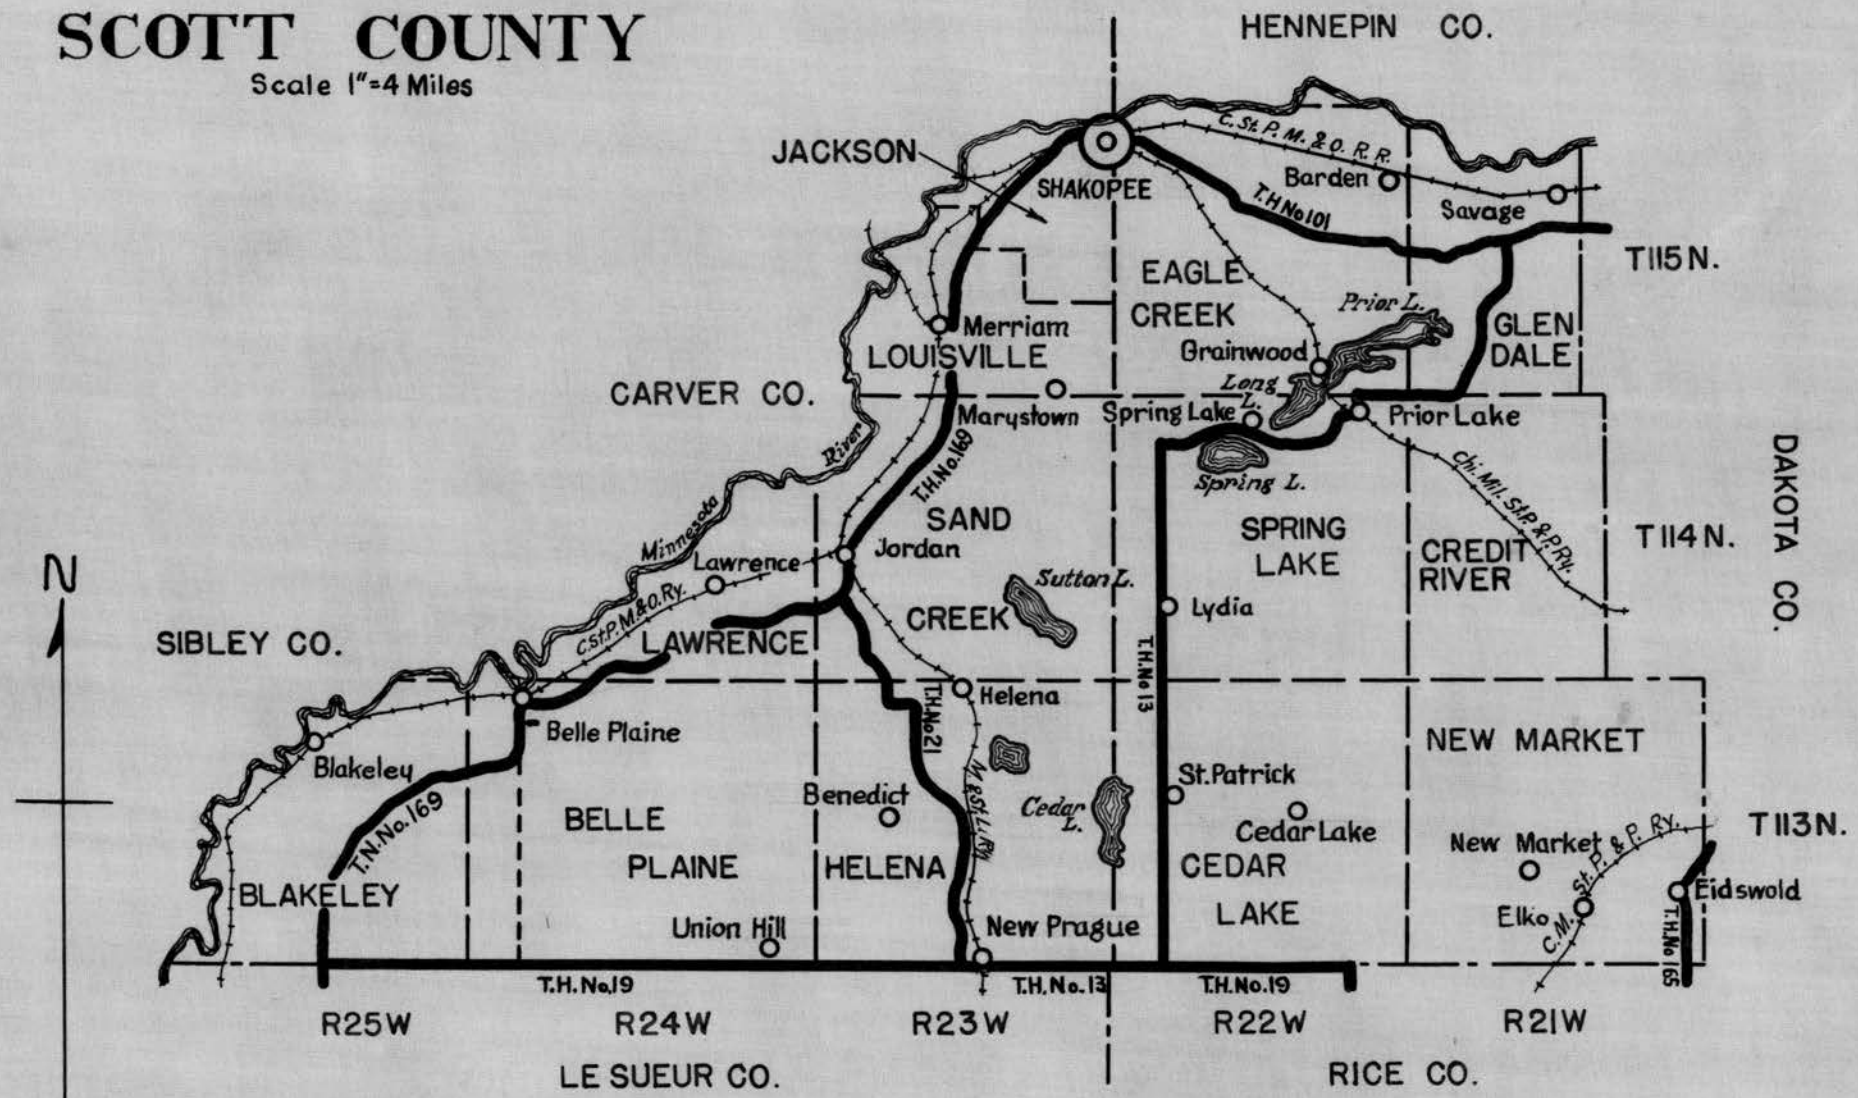 SCOTT COUNTY
Scale 1"=4 Miles
HENNEPIN CO.
JACKSON
SHAKOPEE
C. St. P. M. & O. R. R.
Barden
Savage
T.H No 101
T115N.
EAGLE
CREEK
Prior L.
GLEN
DALE
Merriam
LOUISVILLE
Grainwood
Long
L.
CARVER CO.
Marystown
Spring Lake
Prior Lake
River
T.H.No.169
Spring L.
Chi. Mil. St.P. & P. Ry.
DAKOTA CO.
SAND
CREEK
SPRING
LAKE
CREDIT
RIVER
T114N.
Minnesota
Lawrence
Jordan
Sutton L.
N
C.St.P.M.&O.Ry.
Lydia
SIBLEY CO.
LAWRENCE
T.H.No 13
Helena
T.H.No21
Belle Plaine
NEW MARKET
Blakeley
St. Patrick
Benedict
Cedar
L.
M.&St.L.Ry.
Cedar Lake
T.N.No.169
BELLE
PLAINE
T113N.
New Market
C.M. St. P. & P. Ry.
HELENA
CEDAR
LAKE
BLAKELEY
Eidswold
Elko
Union Hill
New Prague
T.H.No 165
T.H.No.19
T.H.No.13
T.H.No.19
R25W
R24W
R23W
R22W
R21W
LE SUEUR CO.
RICE CO.